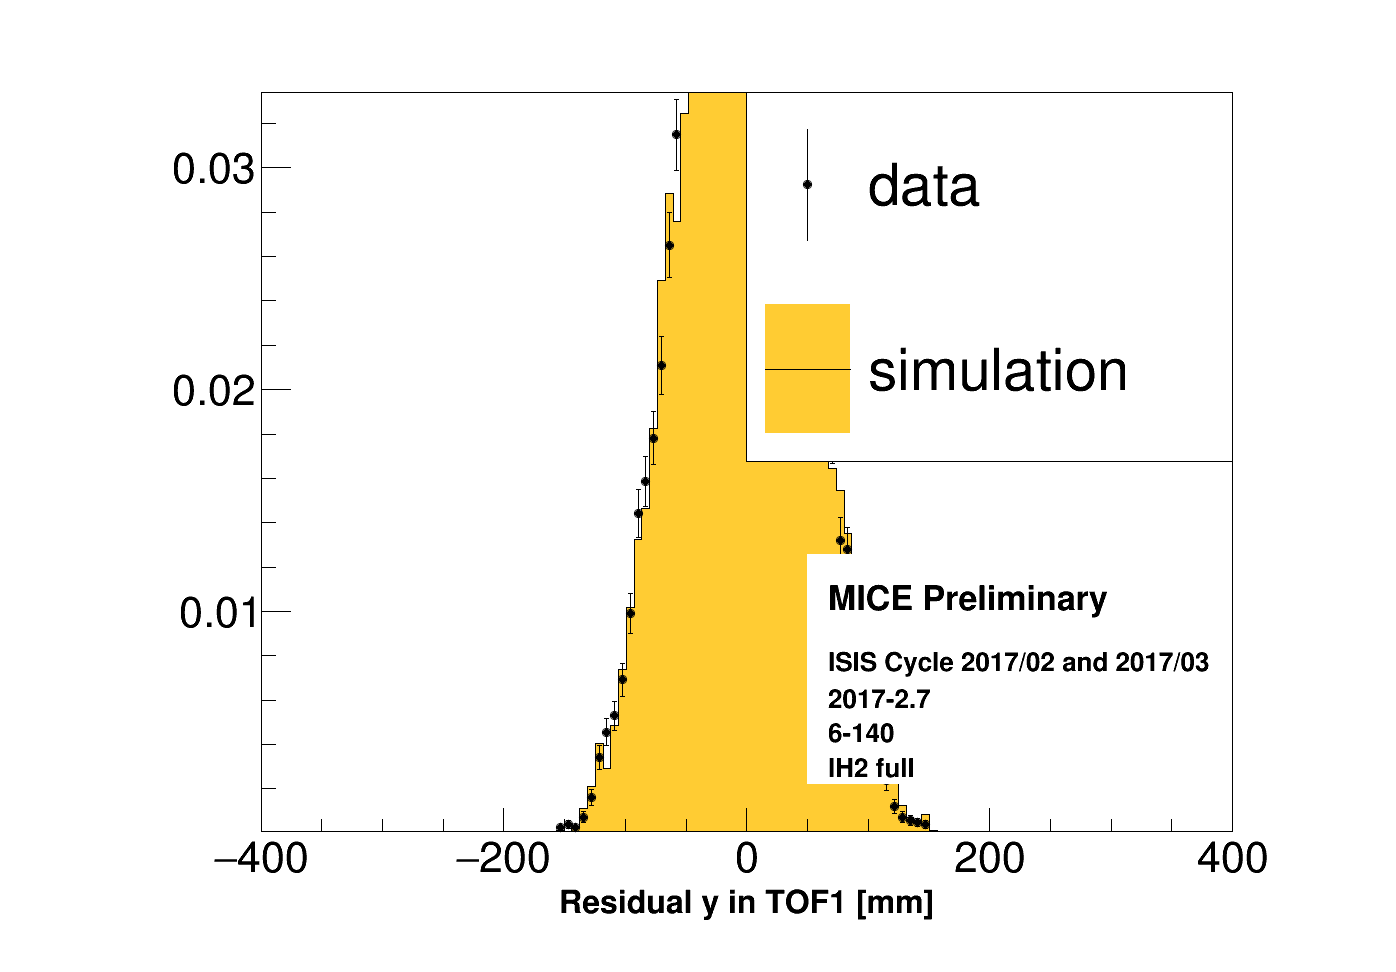 0.03
0.02
0.01
data
simulation
MICE Preliminary
ISIS Cycle 2017/02 and 2017/03
2017-2.7
6-140
IH2 full
−400 −200 0 200 400
Residual y in TOF1 [mm]